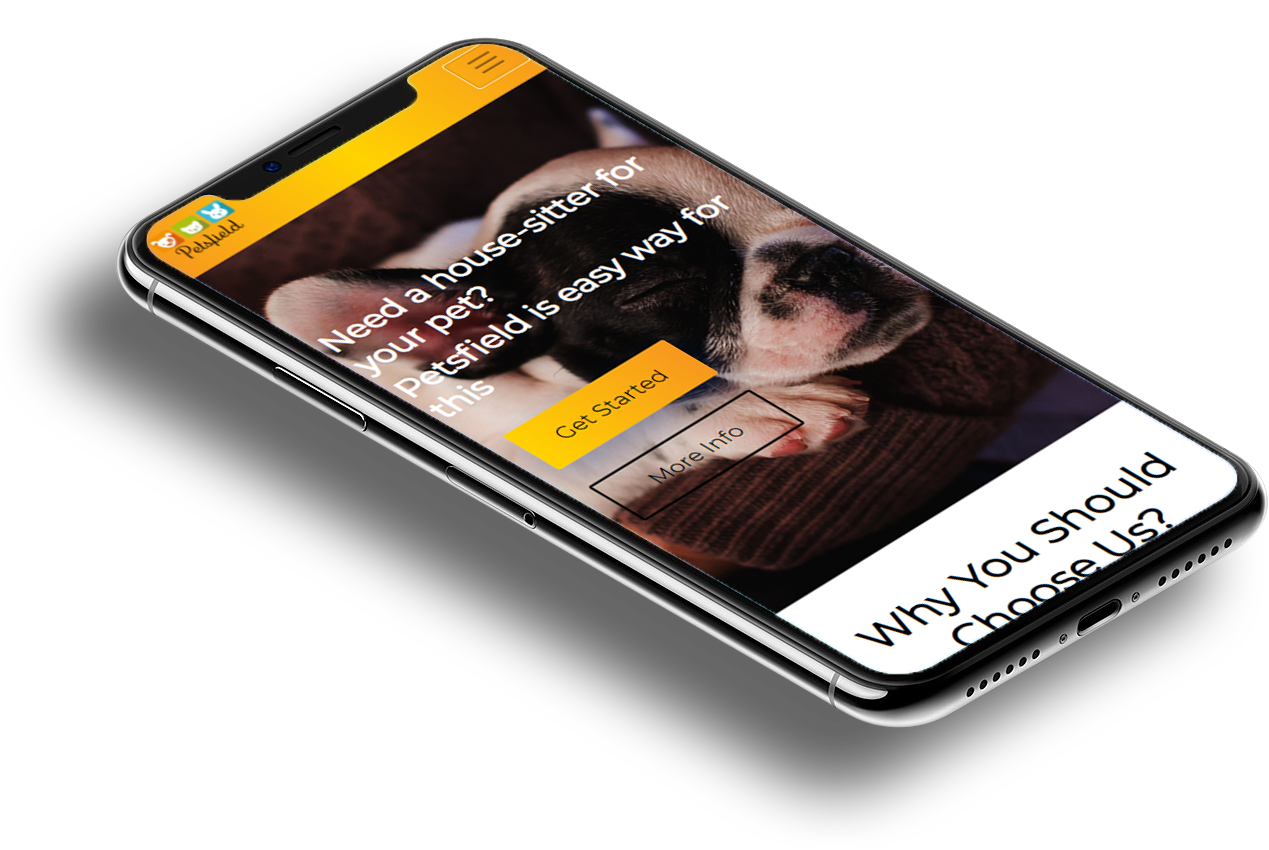 Petsfield
Need a house-sitter for
your pet?
Petsfield is easy way for
this
Get Started
More Info
Why You Should
Choose Us?